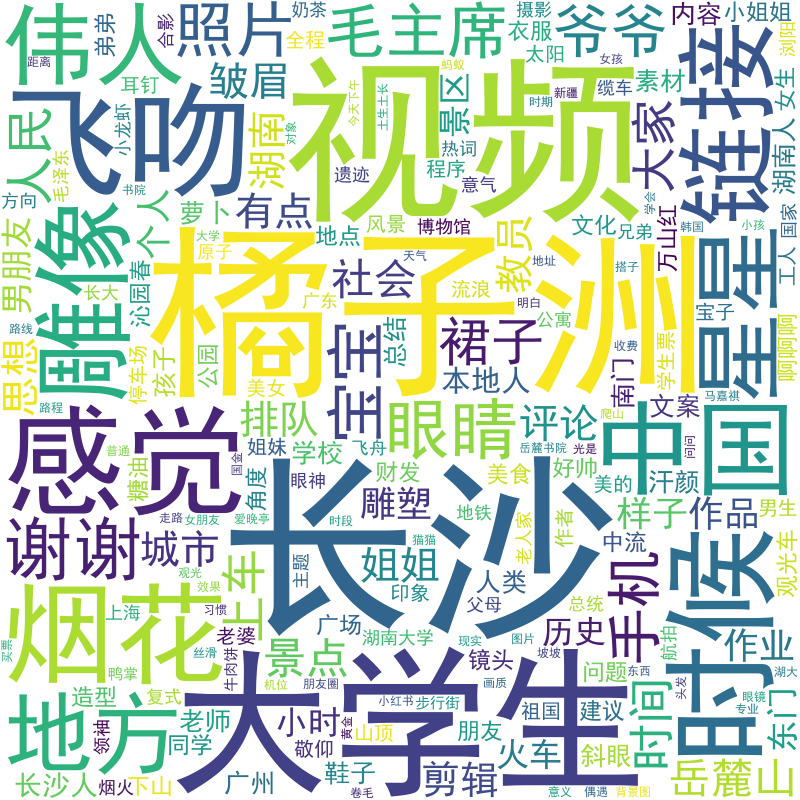 伟人
弟弟
合影
照片
奶茶
全程
毛主席
爷爷
摄影
衣服
太阳
内容
小姐姐
浏阳
距离
耳钉
皱眉
飞吻
视频
景区
女孩
蚂蚁
新疆
缆车
素材
链接
女生
人民
小龙虾
湖南
今天下午
土生土长
时期
大家
湖南人
对象
热词
程序
意气
方向
毛泽东
书院
个人
萝卜
有点
遗迹
风景
地点
博物馆
教员
文化
兄弟
学会
韩国
万山红
国家
工人
小孩
男朋友
雕像
沁园春
大学
原子
天气
社会
流浪
地址
搭子
星星
长大
橘子洲
广东
明白
公寓
宝子
思想
路线
停车场
孩子
公园
宝宝
总结
裙子
收费
学生票
啊啊啊
路程
美女
本地人
南门
马嘉祺
感觉
排队
眼睛
评论
爬山
文案
中国
普通
国金
姐妹
学校
飞舟
岳麓书院
光是
问问
糖油
角度
眼神
财发
美食
好帅
美的
汗颜
谢谢
走路
女朋友
爱晚亭
时段
雕塑
地铁
样子
作品
男生
城市
长沙
老人家
作者
中流
手机
时候
观光车
观光
主题
猫猫
姐姐
印象
人类
烟花
效果
上车
父母
总统
航拍
上海
习惯
老婆
广场
湖南大学
现实
图片
坡坡
历史
作业
买票
丝滑
鸭掌
牛肉饼
景点
大学生
镜头
问题
东西
湖大
地方
造型
复式
机位
朋友圈
小红书
步行街
画质
祖国
建议
时间
头发
眼镜
专业
东门
领袖
老师
同学
小时
敬仰
黄金
山顶
朋友
火车
斜眼
长沙人
烟火
下山
广州
鞋子
卷毛
剪辑
意义
偶遇
背景图
岳麓山